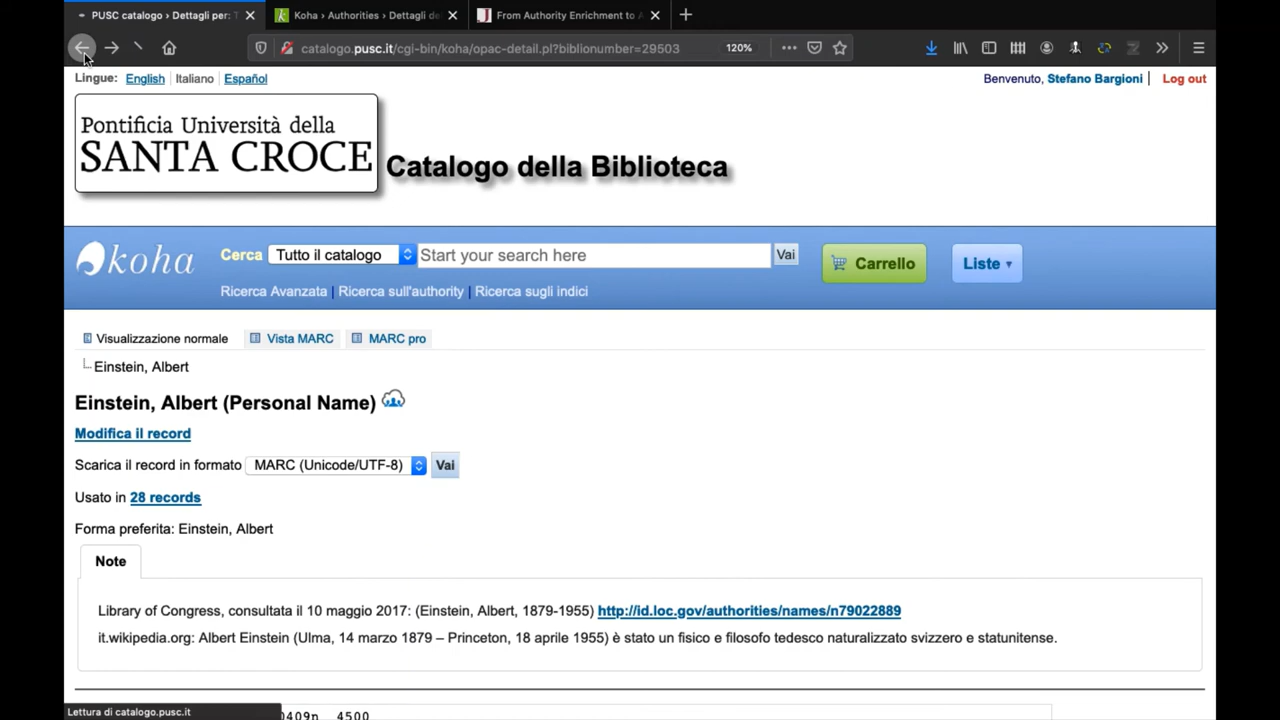 PUSC catalogo › Dettagli per: T
Koha › Authorities › Dettagli de
From Authority Enrichment to A
catalogo.pusc.it/cgi-bin/koha/opac-detail.pl?biblionumber=29503
120%
Lingue: English Italiano Español
Benvenuto, Stefano Bargioni
Log out
Pontificia Università della
SANTA CROCE
Catalogo della Biblioteca
koha
Cerca Tutto il catalogo Start your search here Vai
Carrello
Liste
Ricerca Avanzata | Ricerca sull'authority | Ricerca sugli indici
Visualizzazione normale Vista MARC MARC pro
Einstein, Albert
Einstein, Albert (Personal Name)
Modifica il record
Scarica il record in formato MARC (Unicode/UTF-8) Vai
Usato in 28 records
Forma preferita: Einstein, Albert
Note
Library of Congress, consultata il 10 maggio 2017: (Einstein, Albert, 1879-1955) http://id.loc.gov/authorities/names/n79022889
it.wikipedia.org: Albert Einstein (Ulma, 14 marzo 1879 – Princeton, 18 aprile 1955) è stato un fisico e filosofo tedesco naturalizzato svizzero e statunitense.
Lettura di catalogo.pusc.it
0409n 4500